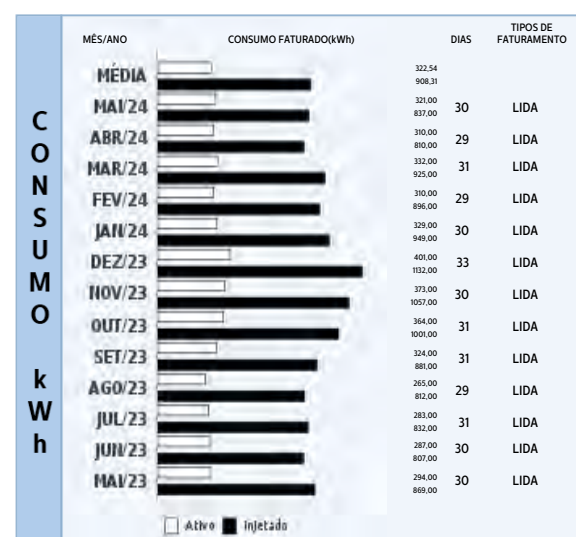 CONSUMO kWh
MÊS/ANO CONSUMO FATURADO(kWh) DIAS TIPOS DE FATURAMENTO
MÉDIA 322,54
908,31
MAI/24 321,00 30 LIDA
837,00
ABR/24 310,00 29 LIDA
810,00
MAR/24 332,00 31 LIDA
925,00
FEV/24 310,00 29 LIDA
896,00
JAN/24 329,00 30 LIDA
949,00
DEZ/23 401,00 33 LIDA
1132,00
NOV/23 373,00 30 LIDA
1057,00
OUT/23 364,00 31 LIDA
1001,00
SET/23 324,00 31 LIDA
881,00
AGO/23 265,00 29 LIDA
812,00
JUL/23 283,00 31 LIDA
832,00
JUN/23 287,00 30 LIDA
807,00
MAI/23 294,00 30 LIDA
869,00
Ativo Injetado